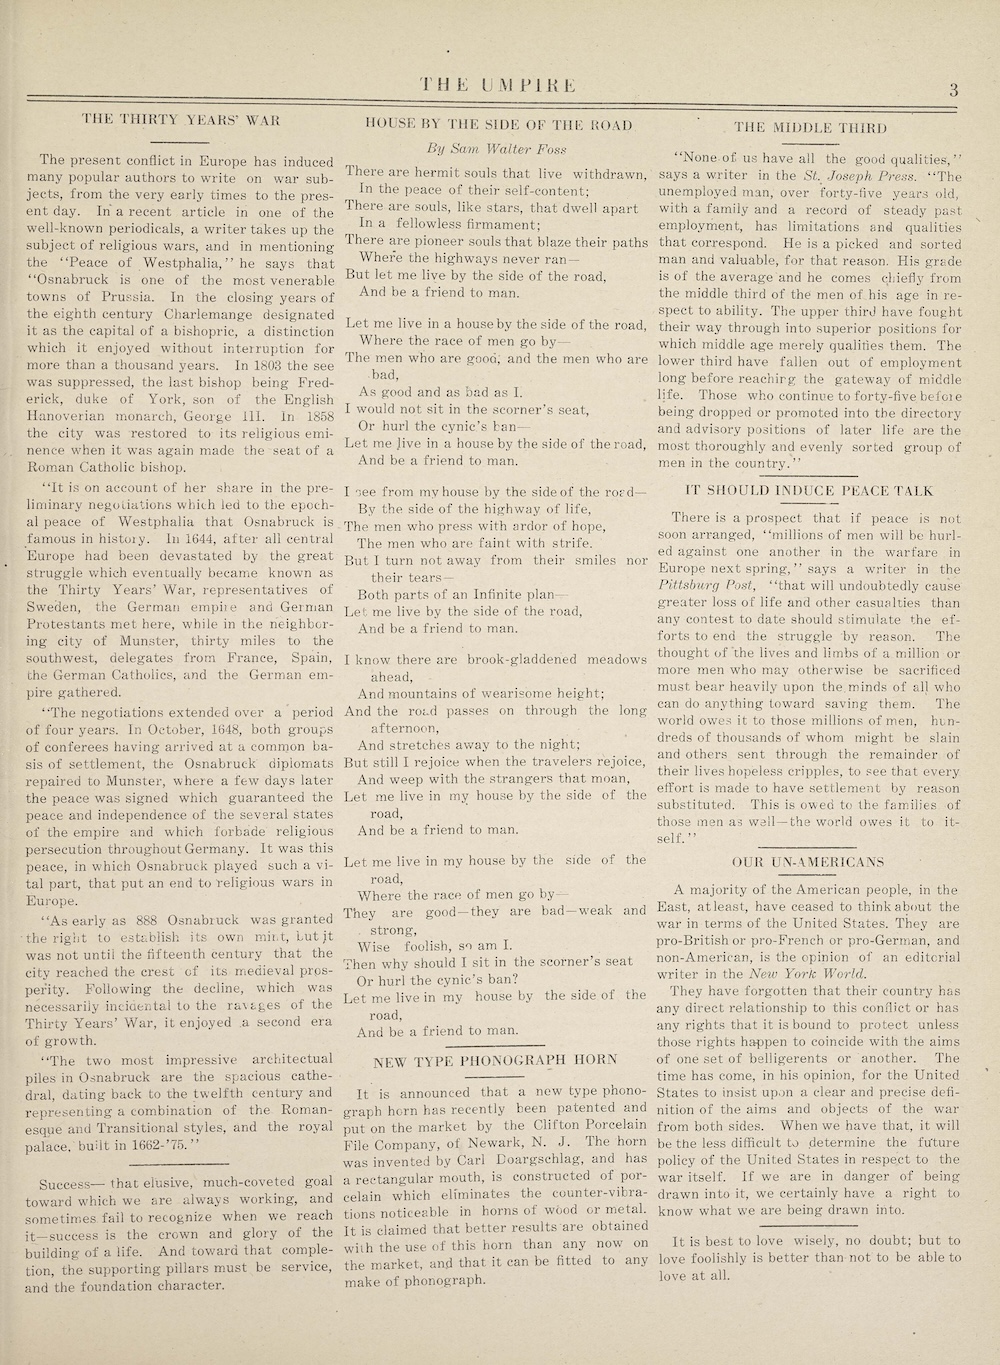 THE UMPIRE
3
THE THIRTY YEARS' WAR
The present conflict in Europe has induced
many popular authors to write on war sub-
jects, from the very early times to the pres-
ent day. In a recent article in one of the
well-known periodicals, a writer takes up the
subject of religious wars, and in mentioning
the "Peace of Westphalia," he says that
"Osnabruck is one of the most venerable
towns of Prussia. In the closing years of
the eighth century Charlemange designated
it as the capital of a bishopric, a distinction
which it enjoyed without interruption for
more than a thousand years. In 1803 the see
was suppressed, the last bishop being Fred-
erick, duke of York, son of the English
Hanoverian monarch, George III. In 1858
the city was restored to its religious emi-
nence when it was again made the seat of a
Roman Catholic bishop.
"It is on account of her share in the pre-
liminary negotiations which led to the epoch-
al peace of Westphalia that Osnabruck is
famous in history. In 1644, after all central
Europe had been devastated by the great
struggle which eventually became known as
the Thirty Years' War, representatives of
Sweden, the German empire and German
Protestants met here, while in the neighbor-
ing city of Munster, thirty miles to the
southwest, delegates from France, Spain,
the German Catholics, and the German em-
pire gathered.
"The negotiations extended over a period
of four years. In October, 1648, both groups
of conferees having arrived at a common ba-
sis of settlement, the Osnabruck diplomats
repaired to Munster, where a few days later
the peace was signed which guaranteed the
peace and independence of the several states
of the empire and which forbade religious
persecution throughout Germany. It was this
peace, in which Osnabruck played such a vi-
tal part, that put an end to religious wars in
Europe.
"As early as 888 Osnabruck was granted
the right to establish its own mint, but it
was not until the fifteenth century that the
city reached the crest of its medieval pros-
perity. Following the decline, which was
necessarily incidental to the ravages of the
Thirty Years' War, it enjoyed a second era
of growth.
"The two most impressive architectual
piles in Osnabruck are the spacious cathe-
dral, dating back to the twelfth century and
representing a combination of the Roman-
esque and Transitional styles, and the royal
palace, built in 1662-'75."
Success— that elusive, much-coveted goal
toward which we are always working, and
sometimes fail to recognize when we reach
it—success is the crown and glory of the
building of a life. And toward that comple-
tion, the supporting pillars must be service,
and the foundation character.
HOUSE BY THE SIDE OF THE ROAD
By Sam Walter Foss
There are hermit souls that live withdrawn,
In the peace of their self-content;
There are souls, like stars, that dwell apart
In a fellowless firmament;
There are pioneer souls that blaze their paths
Where the highways never ran—
But let me live by the side of the road,
And be a friend to man.
Let me live in a house by the side of the road,
Where the race of men go by—
The men who are good, and the men who are
bad,
As good and as bad as I.
I would not sit in the scorner's seat,
Or hurl the cynic's ban—
Let me live in a house by the side of the road,
And be a friend to man.
I see from my house by the side of the road—
By the side of the highway of life,
The men who press with ardor of hope,
The men who are faint with strife.
But I turn not away from their smiles nor
their tears—
Both parts of an Infinite plan—
Let me live by the side of the road,
And be a friend to man.
I know there are brook-gladdened meadows
ahead,
And mountains of wearisome height;
And the road passes on through the long
afternoon,
And stretches away to the night;
But still I rejoice when the travelers rejoice,
And weep with the strangers that moan,
Let me live in my house by the side of the
road,
And be a friend to man.
Let me live in my house by the side of the
road,
Where the race of men go by—
They are good—they are bad—weak and
strong,
Wise foolish, so am I.
Then why should I sit in the scorner's seat
Or hurl the cynic's ban?
Let me live in my house by the side of the
road,
And be a friend to man.
NEW TYPE PHONOGRAPH HORN
It is announced that a new type phono-
graph horn has recently been patented and
put on the market by the Clifton Porcelain
File Company, of Newark, N. J. The horn
was invented by Carl Doargschlag, and has
a rectangular mouth, is constructed of por-
celain which eliminates the counter-vibra-
tions noticeable in horns of wood or metal.
It is claimed that better results are obtained
with the use of this horn than any now on
the market, and that it can be fitted to any
make of phonograph.
THE MIDDLE THIRD
"None of us have all the good qualities,"
says a writer in the St. Joseph Press. "The
unemployed man, over forty-five years old,
with a family and a record of steady past
employment, has limitations and qualities
that correspond. He is a picked and sorted
man and valuable, for that reason. His grade
is of the average and he comes chiefly from
the middle third of the men of his age in re-
spect to ability. The upper third have fought
their way through into superior positions for
which middle age merely qualifies them. The
lower third have fallen out of employment
long before reaching the gateway of middle
life. Those who continue to forty-five before
being dropped or promoted into the directory
and advisory positions of later life are the
most thoroughly and evenly sorted group of
men in the country."
IT SHOULD INDUCE PEACE TALK
There is a prospect that if peace is not
soon arranged, "millions of men will be hurl-
ed against one another in the warfare in
Europe next spring," says a writer in the
Pittsburg Post, "that will undoubtedly cause
greater loss of life and other casualties than
any contest to date should stimulate the ef-
forts to end the struggle by reason. The
thought of the lives and limbs of a million or
more men who may otherwise be sacrificed
must bear heavily upon the minds of all who
can do anything toward saving them. The
world owes it to those millions of men, hun-
dreds of thousands of whom might be slain
and others sent through the remainder of
their lives hopeless cripples, to see that every
effort is made to have settlement by reason
substituted. This is owed to the families of
those men as well—the world owes it to it-
self."
OUR UN-AMERICANS
A majority of the American people, in the
East, at least, have ceased to think about the
war in terms of the United States. They are
pro-British or pro-French or pro-German, and
non-American, is the opinion of an editorial
writer in the New York World.
They have forgotten that their country has
any direct relationship to this conflict or has
any rights that it is bound to protect unless
those rights happen to coincide with the aims
of one set of belligerents or another. The
time has come, in his opinion, for the United
States to insist upon a clear and precise defi-
nition of the aims and objects of the war
from both sides. When we have that, it will
be the less difficult to determine the future
policy of the United States in respect to the
war itself. If we are in danger of being
drawn into it, we certainly have a right to
know what we are being drawn into.
It is best to love wisely, no doubt; but to
love foolishly is better than not to be able to
love at all.